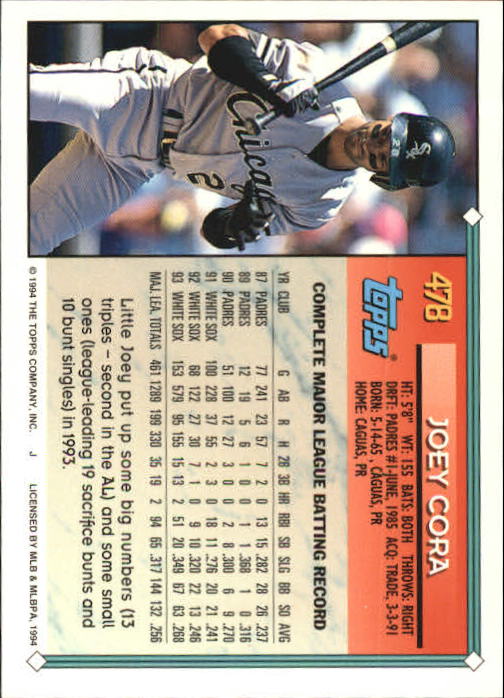 478
JOEY CORA
topps®
HT: 5'8" WT: 155 BATS: BOTH THROWS: RIGHT
DRFT: PADRES #1-JUNE, 1985 ACQ: TRADE, 3-3-91
BORN: 5-14-65, CAGUAS, PR
HOME: CAGUAS, PR
COMPLETE MAJOR LEAGUE BATTING RECORD
YR CLUB G AB R H 2B 3B HR RBI SB SLG BB SO AVG
87 PADRES 77 241 23 57 7 2 0 13 15 .282 28 26 .237
89 PADRES 12 19 5 6 1 0 0 1 1 .368 1 0 .316
90 PADRES 51 100 12 27 3 0 0 2 8 .300 6 9 .270
91 WHITE SOX 100 228 37 55 2 3 0 18 11 .276 20 21 .241
92 WHITE SOX 68 122 27 30 7 1 0 9 10 .320 22 13 .246
93 WHITE SOX 153 579 95 155 15 13 2 51 20 .349 67 63 .268
MAJ. LEA. TOTALS 461 1289 199 330 35 19 2 94 65 .317 144 132 .256
Little Joey put up some big numbers (13
triples – second in the AL) and some small
ones (league-leading 19 sacrifice bunts and
10 bunt singles) in 1993.
© 1994 THE TOPPS COMPANY, INC. J LICENSED BY MLB & MLBPA, 1994
Chicago
2
Sox
28